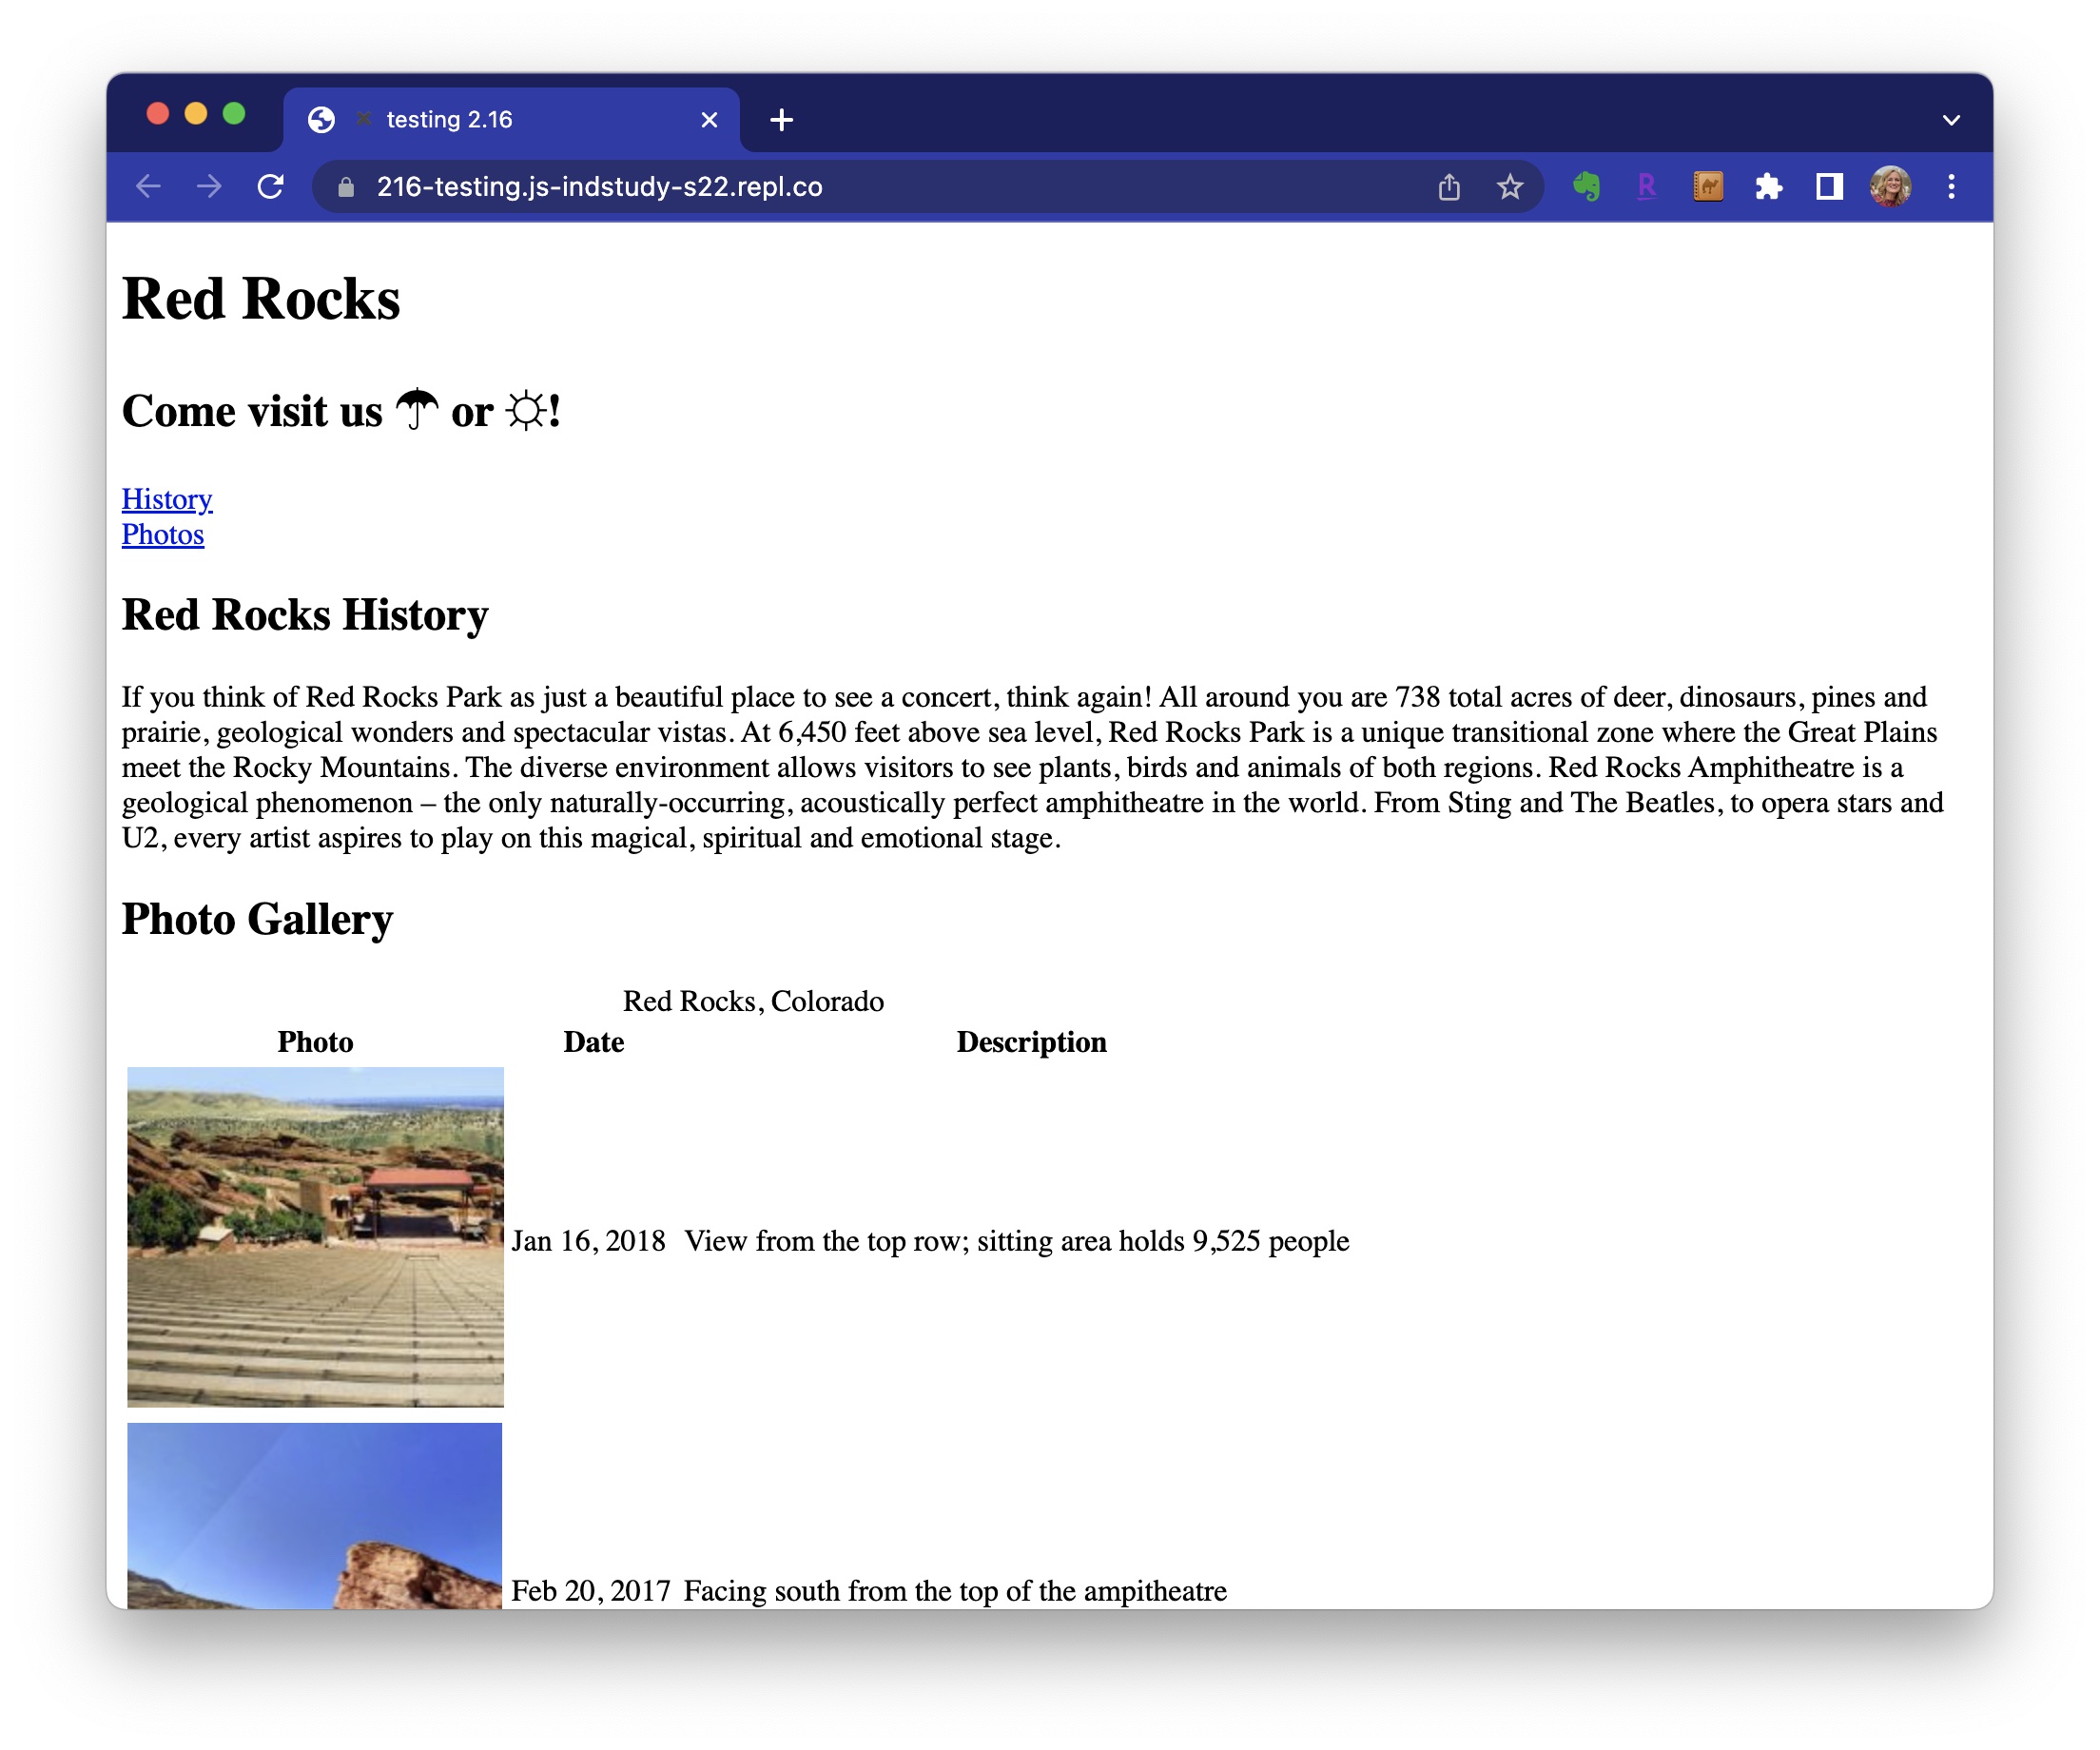 testing 2.16
216-testing.js-indstudy-s22.repl.co
R
Red Rocks
Come visit us ☂ or ☼!
History
Photos
Red Rocks History
If you think of Red Rocks Park as just a beautiful place to see a concert, think again! All around you are 738 total acres of deer, dinosaurs, pines and
prairie, geological wonders and spectacular vistas. At 6,450 feet above sea level, Red Rocks Park is a unique transitional zone where the Great Plains
meet the Rocky Mountains. The diverse environment allows visitors to see plants, birds and animals of both regions. Red Rocks Amphitheatre is a
geological phenomenon – the only naturally-occurring, acoustically perfect amphitheatre in the world. From Sting and The Beatles, to opera stars and
U2, every artist aspires to play on this magical, spiritual and emotional stage.
Photo Gallery
Red Rocks, Colorado
Photo Date Description
Jan 16, 2018 View from the top row; sitting area holds 9,525 people
Feb 20, 2017 Facing south from the top of the ampitheatre